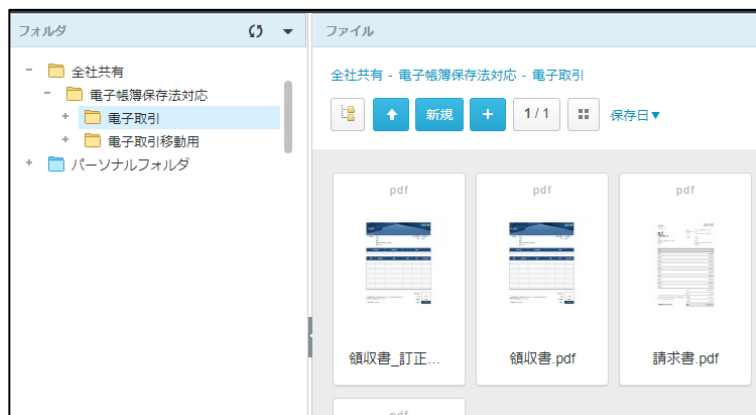 フォルダ
全社共有
電子帳簿保存法対応
電子取引
電子取引移動用
パーソナルフォルダ
ファイル
全社共有 - 電子帳簿保存法対応 - 電子取引
新規
1 / 1
保存日▼
pdf
pdf
pdf
領収書_訂正...
領収書.pdf
請求書.pdf
pdf